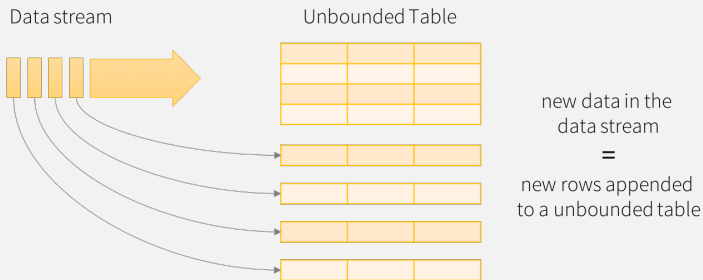 Data stream
Unbounded Table
new data in the
data stream
=
new rows appended
to a unbounded table